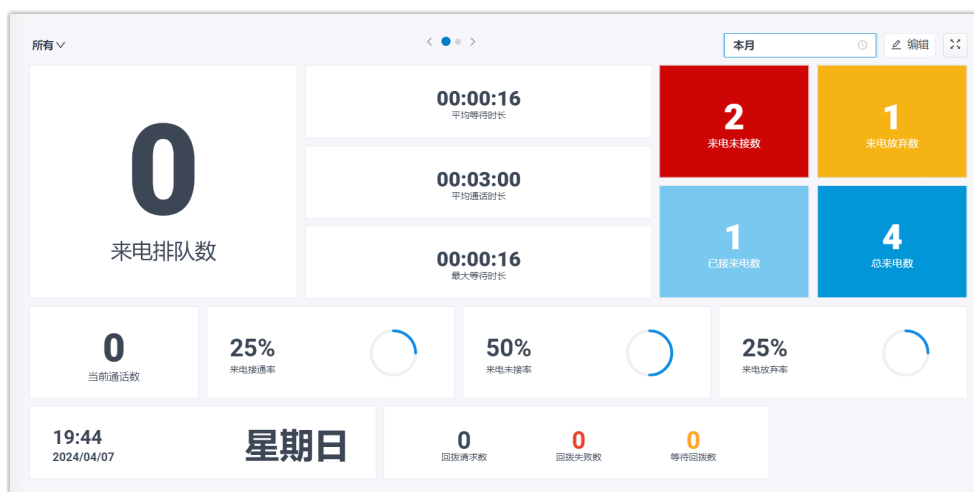 所有
本月
编辑
0
来电排队数
00:00:16
平均等待时长
00:03:00
平均通话时长
00:00:16
最大等待时长
2
来电未接数
1
来电放弃数
1
已接来电数
4
总来电数
0
当前通话数
25%
来电接通率
50%
来电未接率
25%
来电放弃率
19:44
2024/04/07
星期日
0
回拨请求数
0
回拨失败数
0
等待回拨数